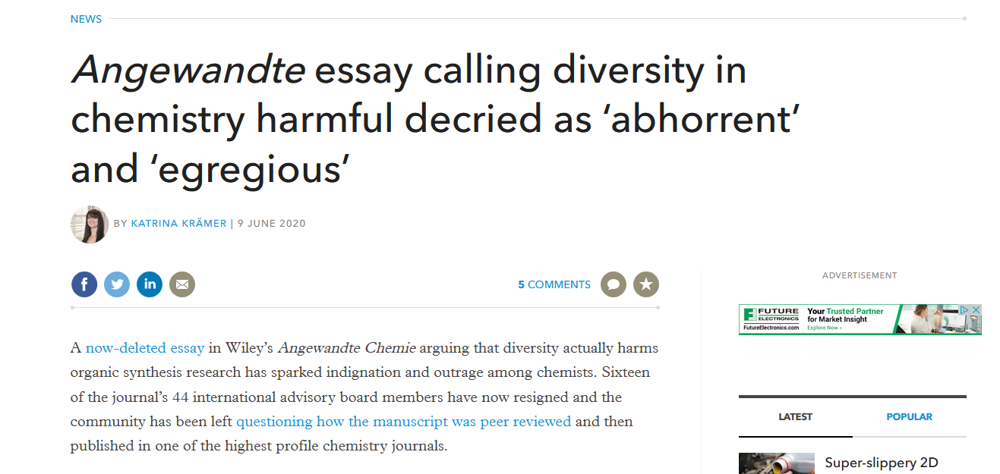 NEWS
Angewandte essay calling diversity in
chemistry harmful decried as ‘abhorrent’
and ‘egregious’
BY KATRINA KRÄMER | 9 JUNE 2020
5 COMMENTS
A now-deleted essay in Wiley’s Angewandte Chemie arguing that diversity actually harms
organic synthesis research has sparked indignation and outrage among chemists. Sixteen
of the journal’s 44 international advisory board members have now resigned and the
community has been left questioning how the manuscript was peer reviewed and then
published in one of the highest profile chemistry journals.
ADVERTISEMENT
FUTURE
ELECTRONICS
FutureElectronics.com
Your Trusted Partner
for Market Insight
Explore Now »
LATEST
POPULAR
Super-slippery 2D